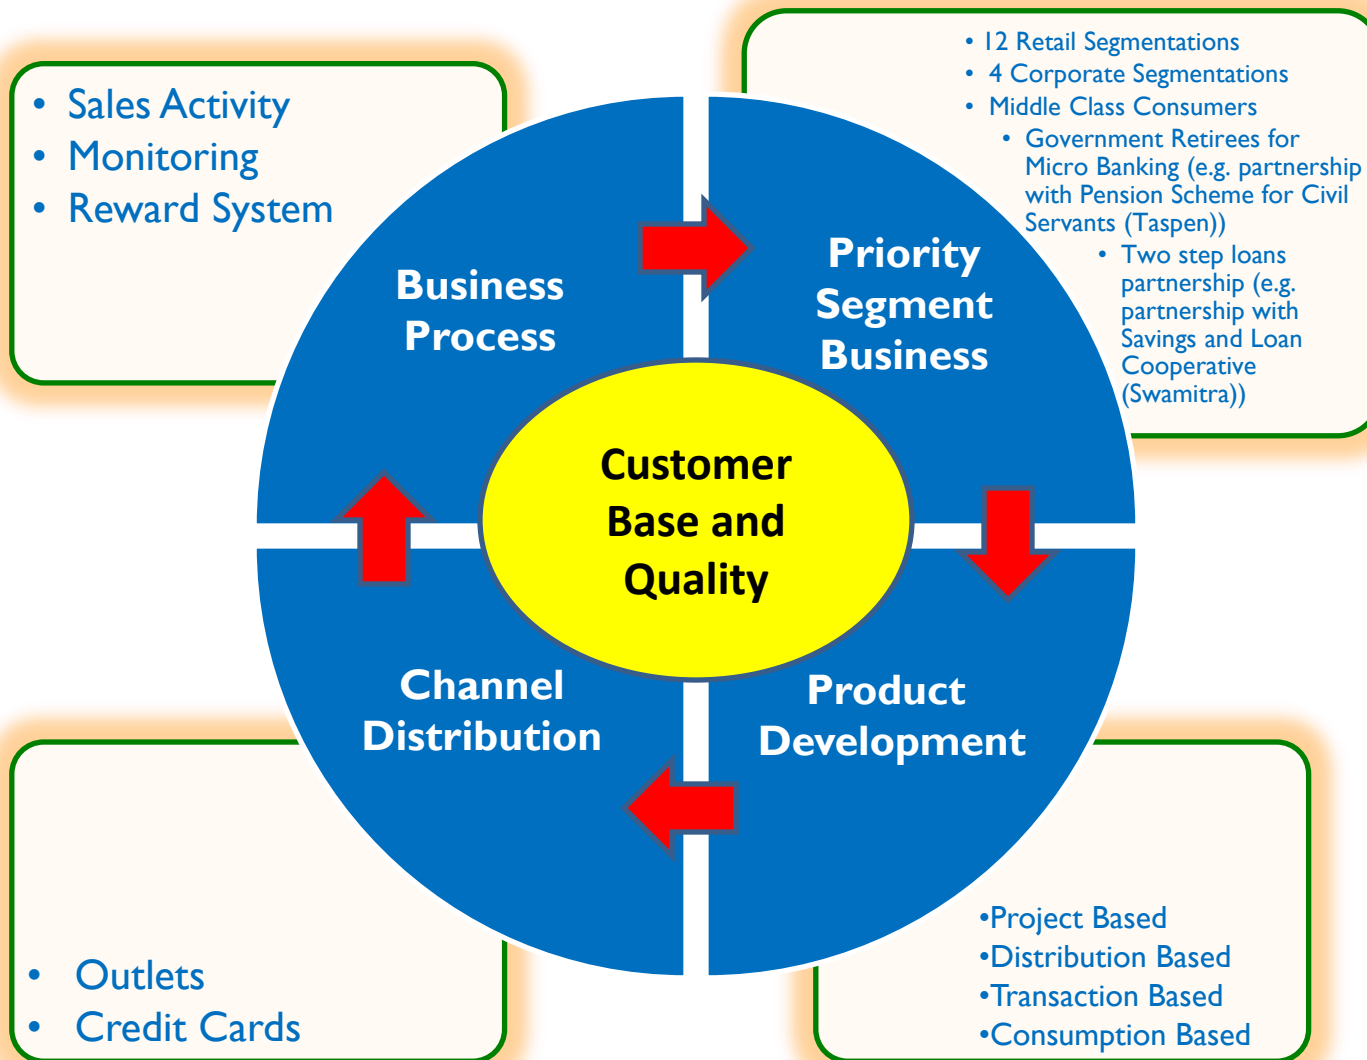 • Sales Activity
• Monitoring
• Reward System
• 12 Retail Segmentations
• 4 Corporate Segmentations
• Middle Class Consumers
• Government Retirees for
Micro Banking (e.g. partnership
with Pension Scheme for Civil
Servants (Taspen))
• Two step loans
partnership (e.g.
partnership with
Savings and Loan
Cooperative
(Swamitra))
Business
Process
Priority
Segment
Business
Customer
Base and
Quality
Channel
Distribution
Product
Development
• Outlets
• Credit Cards
•Project Based
•Distribution Based
•Transaction Based
•Consumption Based